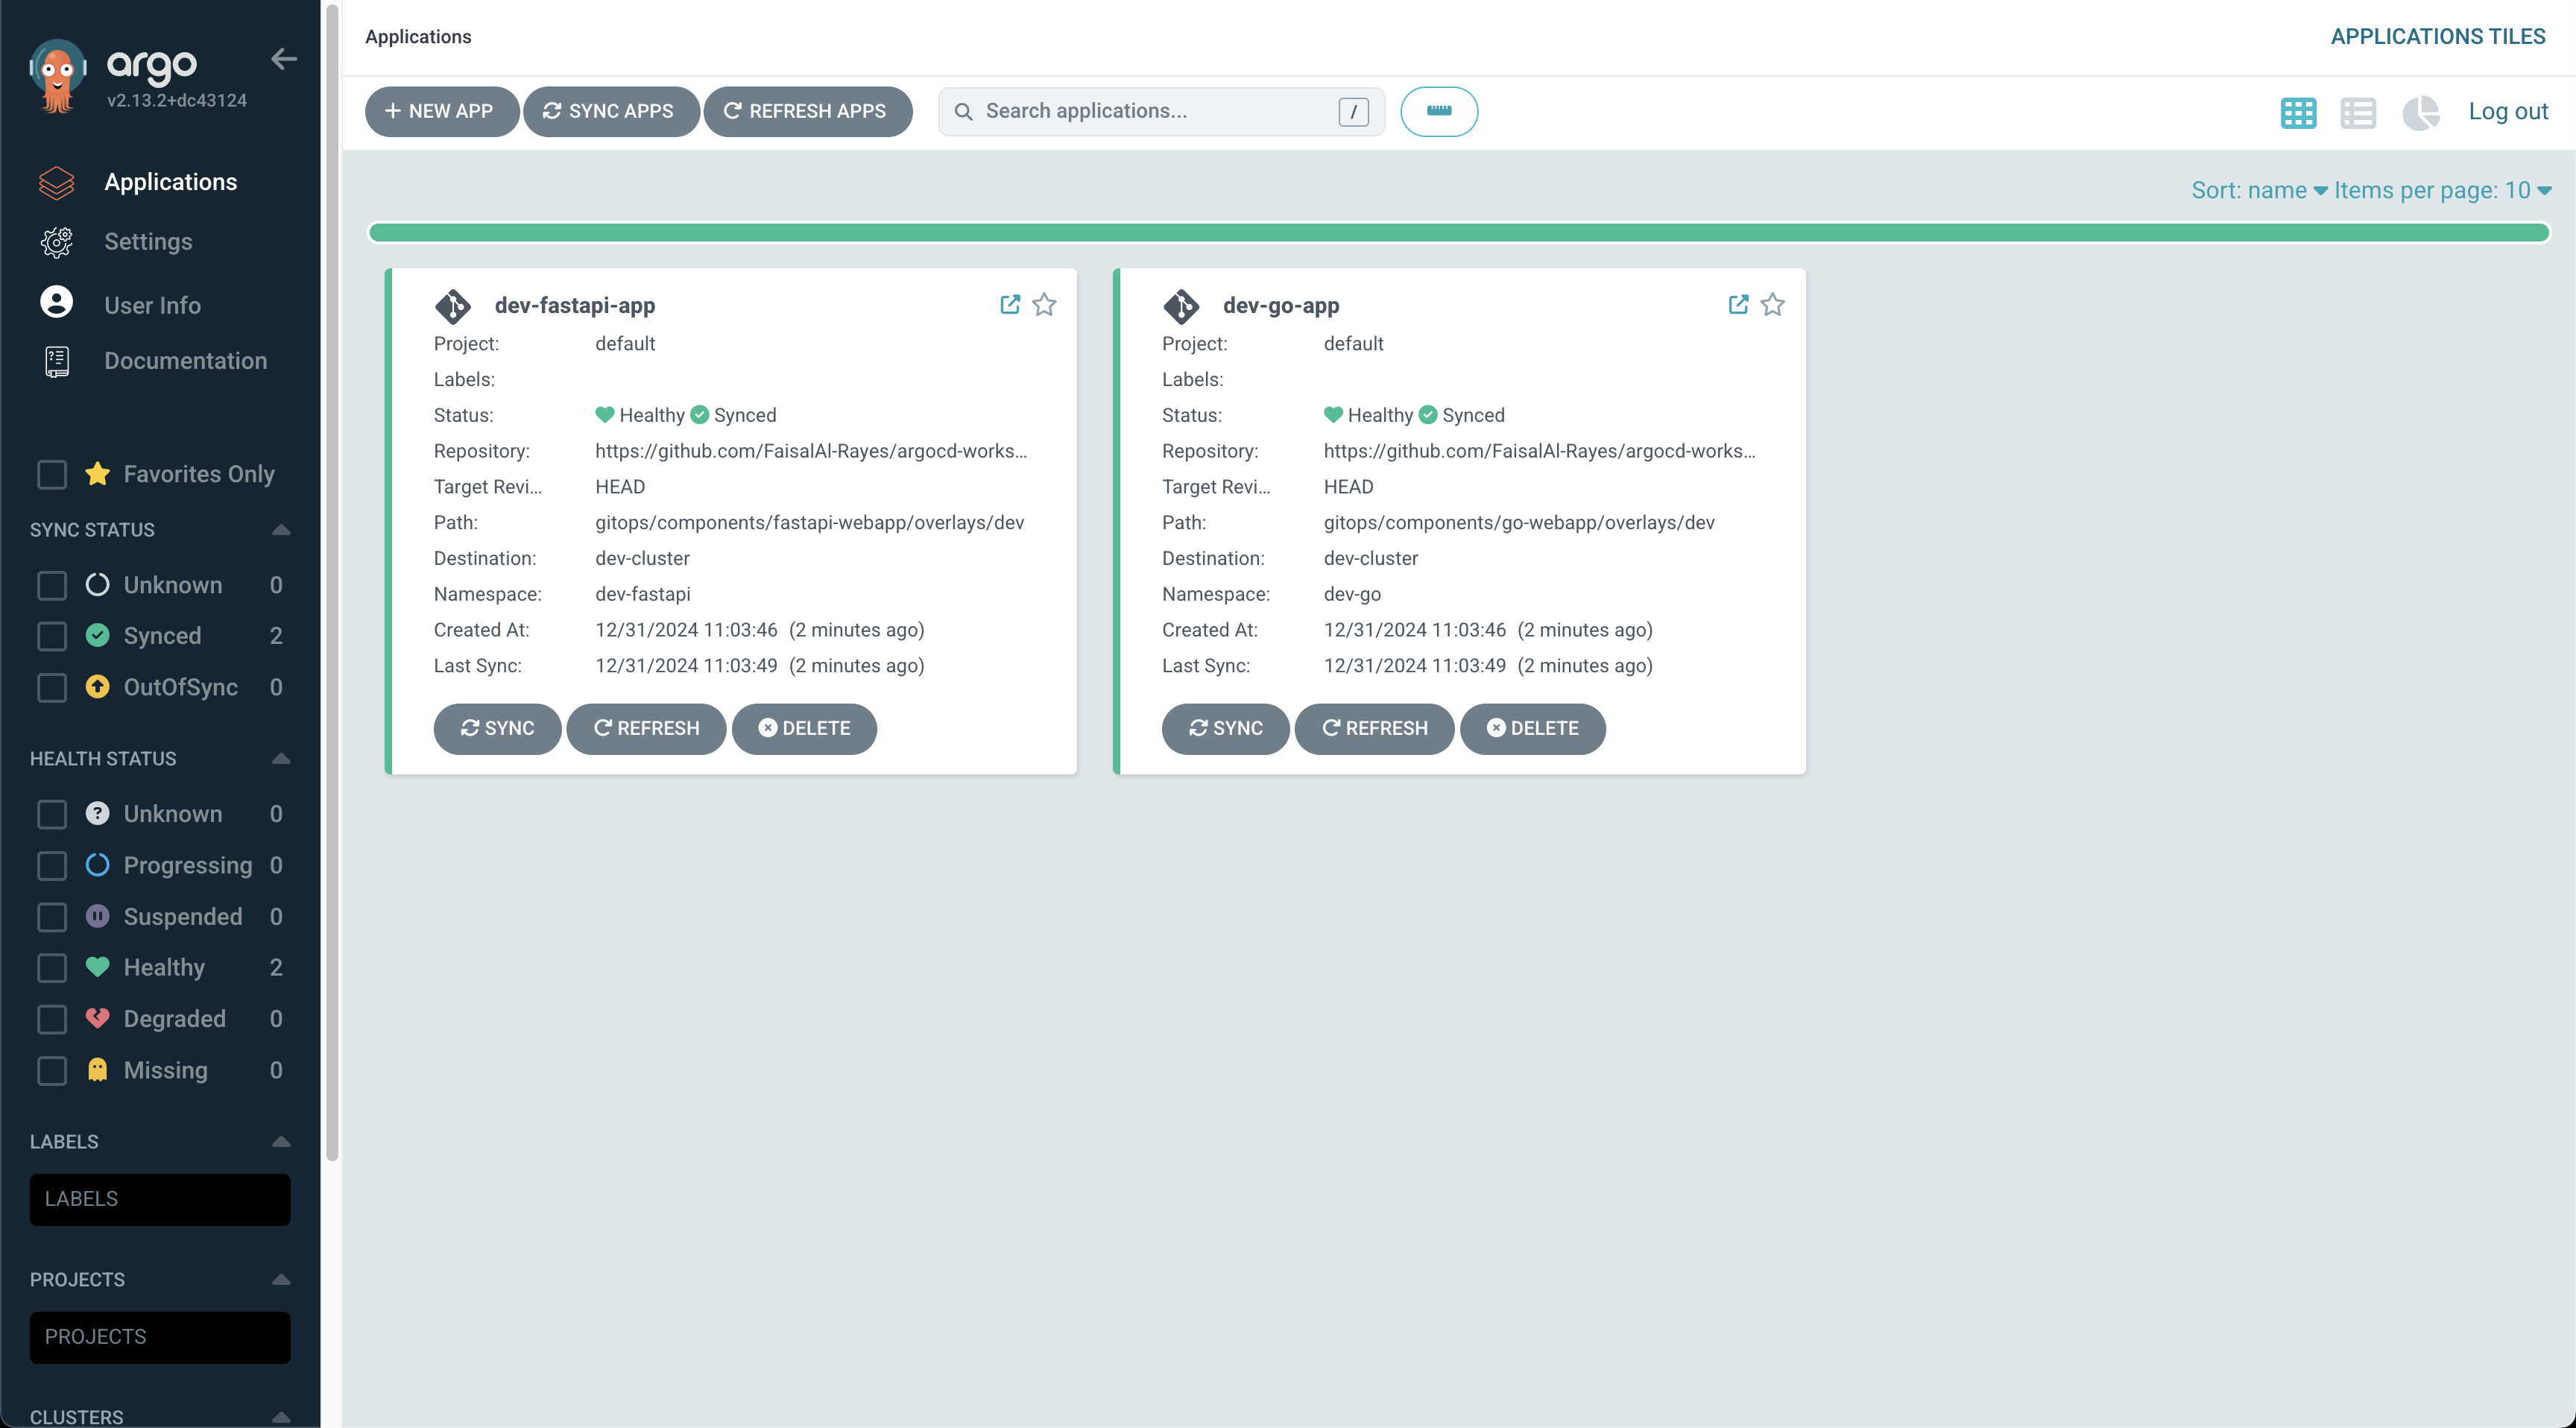 argo
v2.13.2+dc43124
Applications
Settings
User Info
Documentation
Favorites Only
SYNC STATUS
Unknown 0
Synced 2
OutOfSync 0
HEALTH STATUS
Unknown 0
Progressing 0
Suspended 0
Healthy 2
Degraded 0
Missing 0
LABELS
LABELS
PROJECTS
PROJECTS
CLUSTERS
Applications
APPLICATIONS TILES
NEW APP SYNC APPS REFRESH APPS Search applications... / Log out
Sort: name Items per page: 10
dev-fastapi-app
Project: default
Labels:
Status: Healthy Synced
Repository: https://github.com/FaisalAl-Rayes/argocd-works...
Target Revi... HEAD
Path: gitops/components/fastapi-webapp/overlays/dev
Destination: dev-cluster
Namespace: dev-fastapi
Created At: 12/31/2024 11:03:46 (2 minutes ago)
Last Sync: 12/31/2024 11:03:49 (2 minutes ago)
SYNC REFRESH DELETE
dev-go-app
Project: default
Labels:
Status: Healthy Synced
Repository: https://github.com/FaisalAl-Rayes/argocd-works...
Target Revi... HEAD
Path: gitops/components/go-webapp/overlays/dev
Destination: dev-cluster
Namespace: dev-go
Created At: 12/31/2024 11:03:46 (2 minutes ago)
Last Sync: 12/31/2024 11:03:49 (2 minutes ago)
SYNC REFRESH DELETE